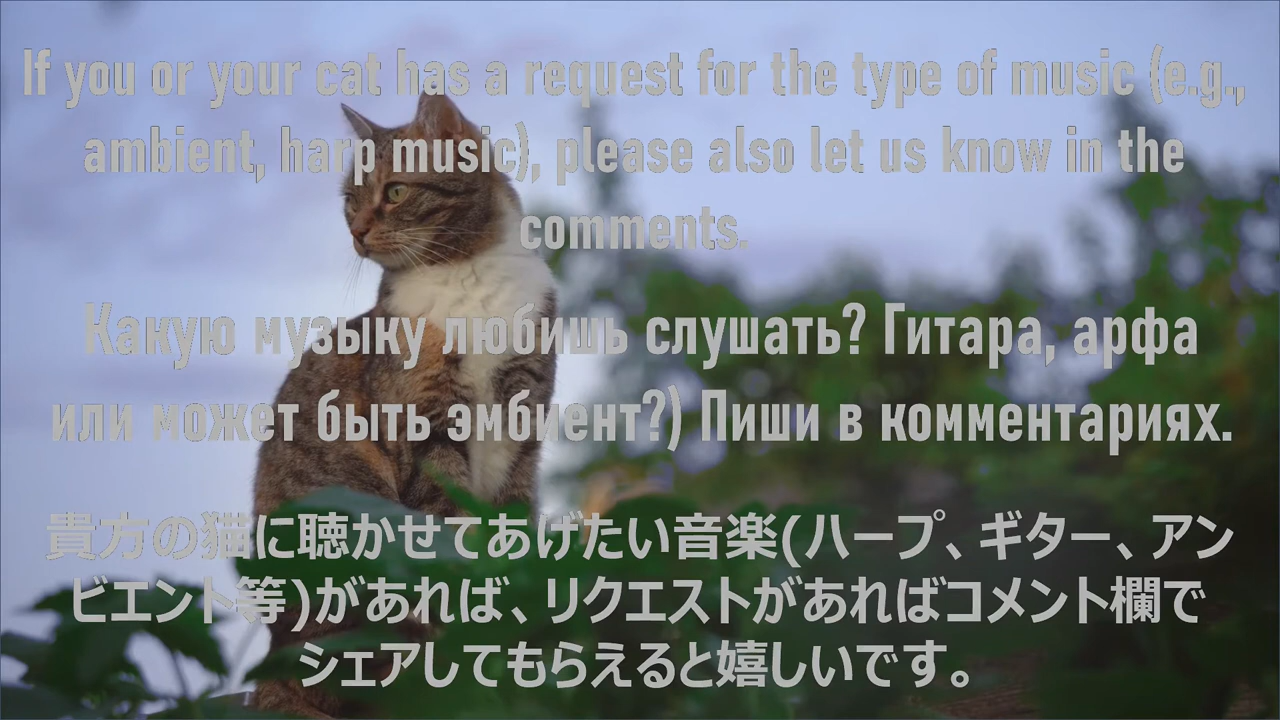 If you or your cat has a request for the type of music (e.g.,
ambient, harp music), please also let us know in the
comments.
Какую музыку любишь слушать? Гитара, арфа
или может быть эмбиент?) Пиши в комментариях.
貴方の猫に聴かせてあげたい音楽(ハープ、ギター、アン
ビエント等)があれば、リクエストがあればコメント欄で
シェアしてもらえると嬉しいです。